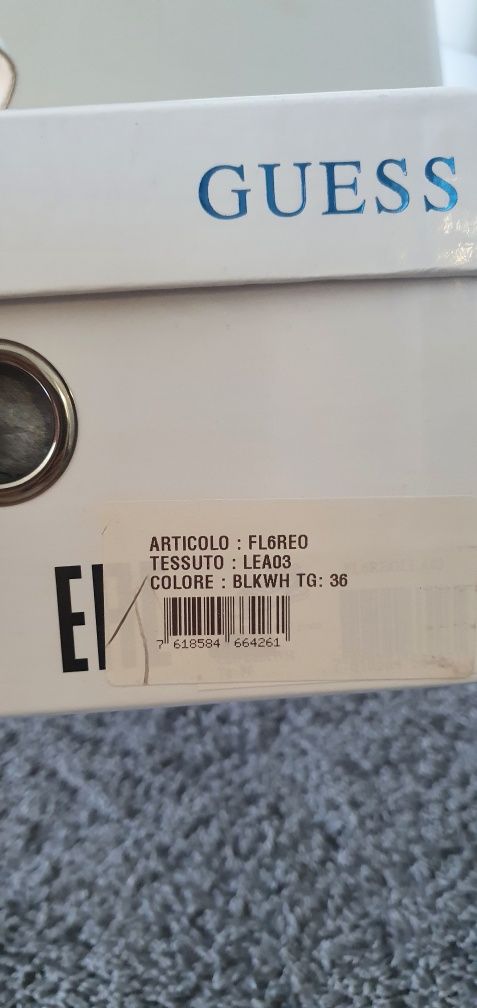 GUESS
ARTICOLO : FL6REO
TESSUTO : LEA03
COLORE : BLKWH TG: 36
7 618584 664261